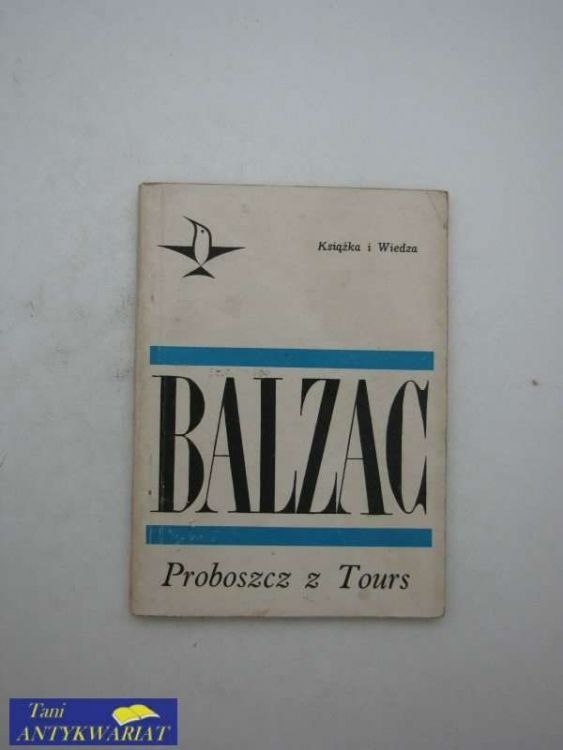 Książka i Wiedza
BALZAC
Proboszcz z Tours
Tani
ANTYKWARIAT